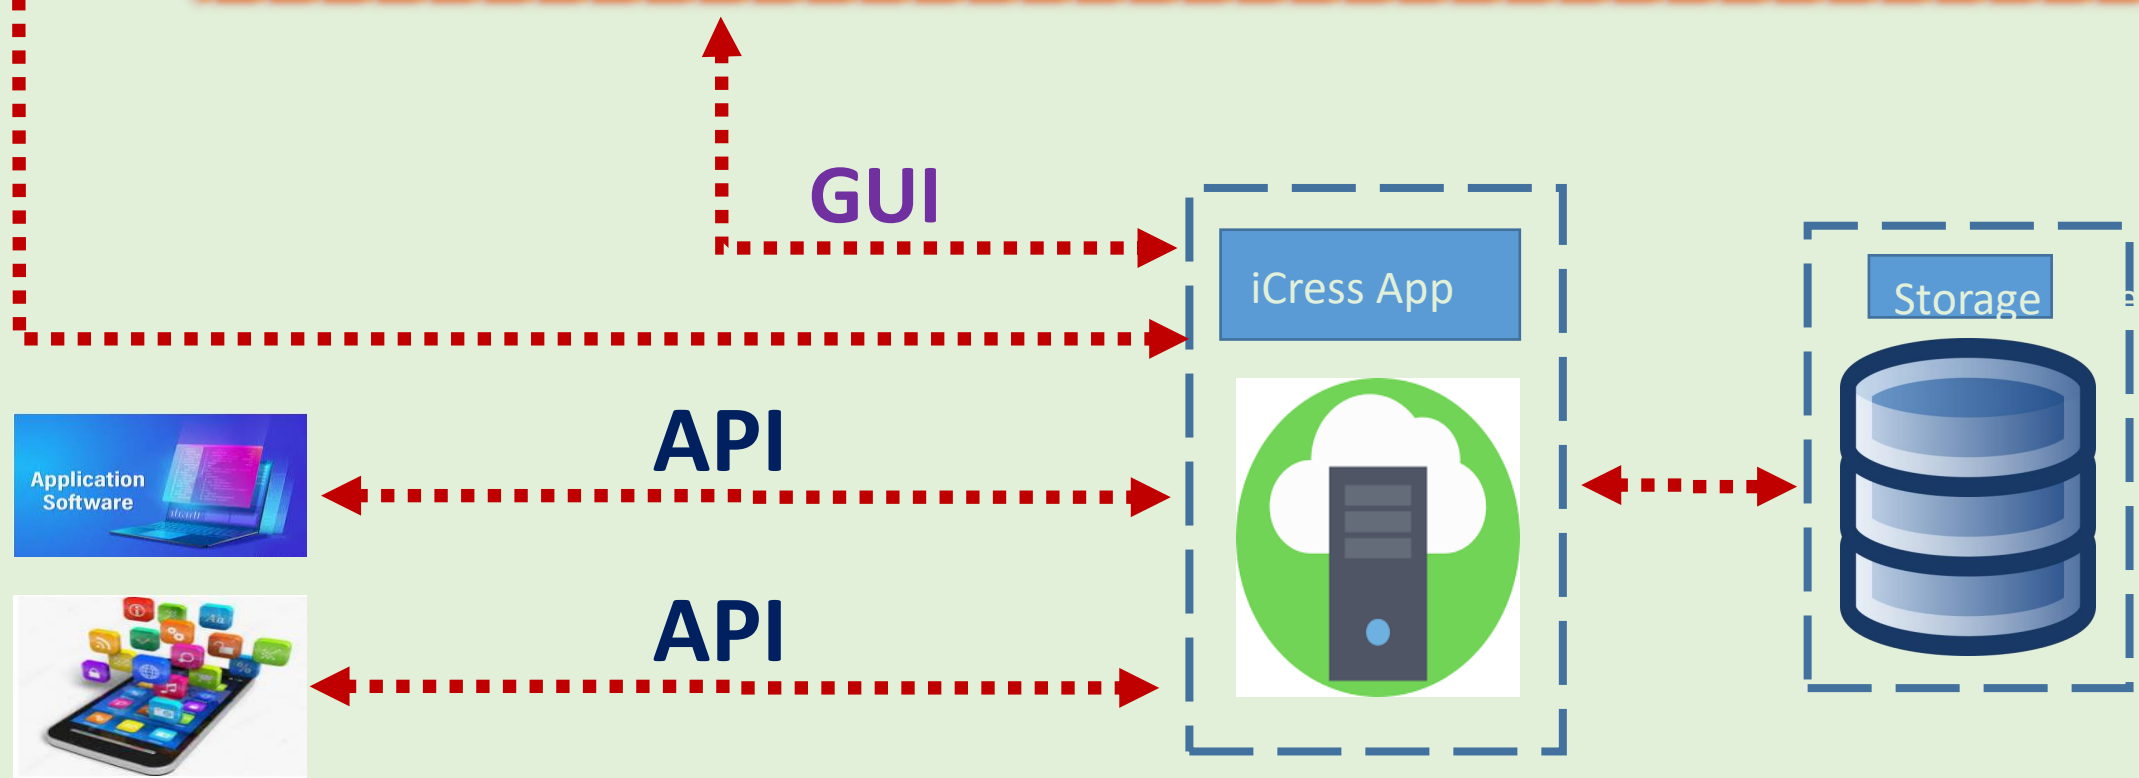 GUI
iCress App
Storage
API
Application
Software
API